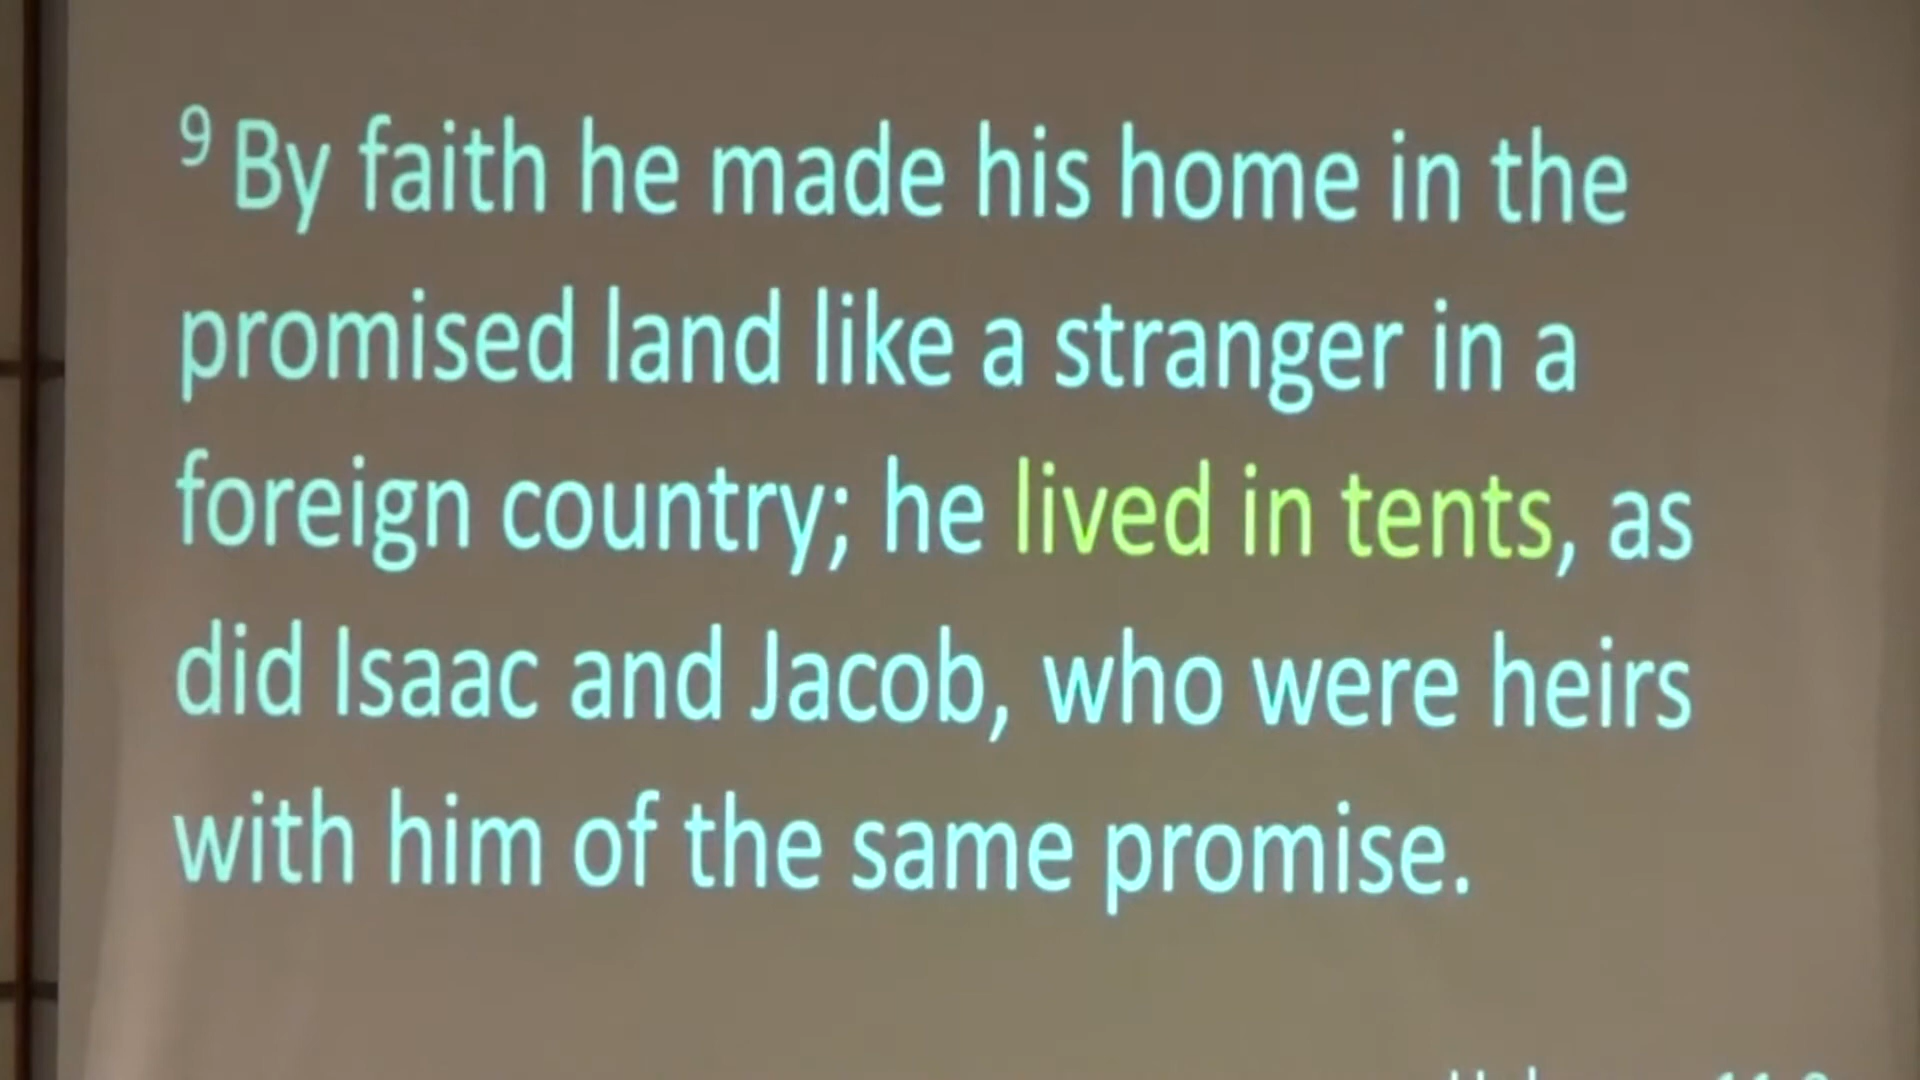 9 By faith he made his home in the
promised land like a stranger in a
foreign country; he lived in tents, as
did Isaac and Jacob, who were heirs
with him of the same promise.